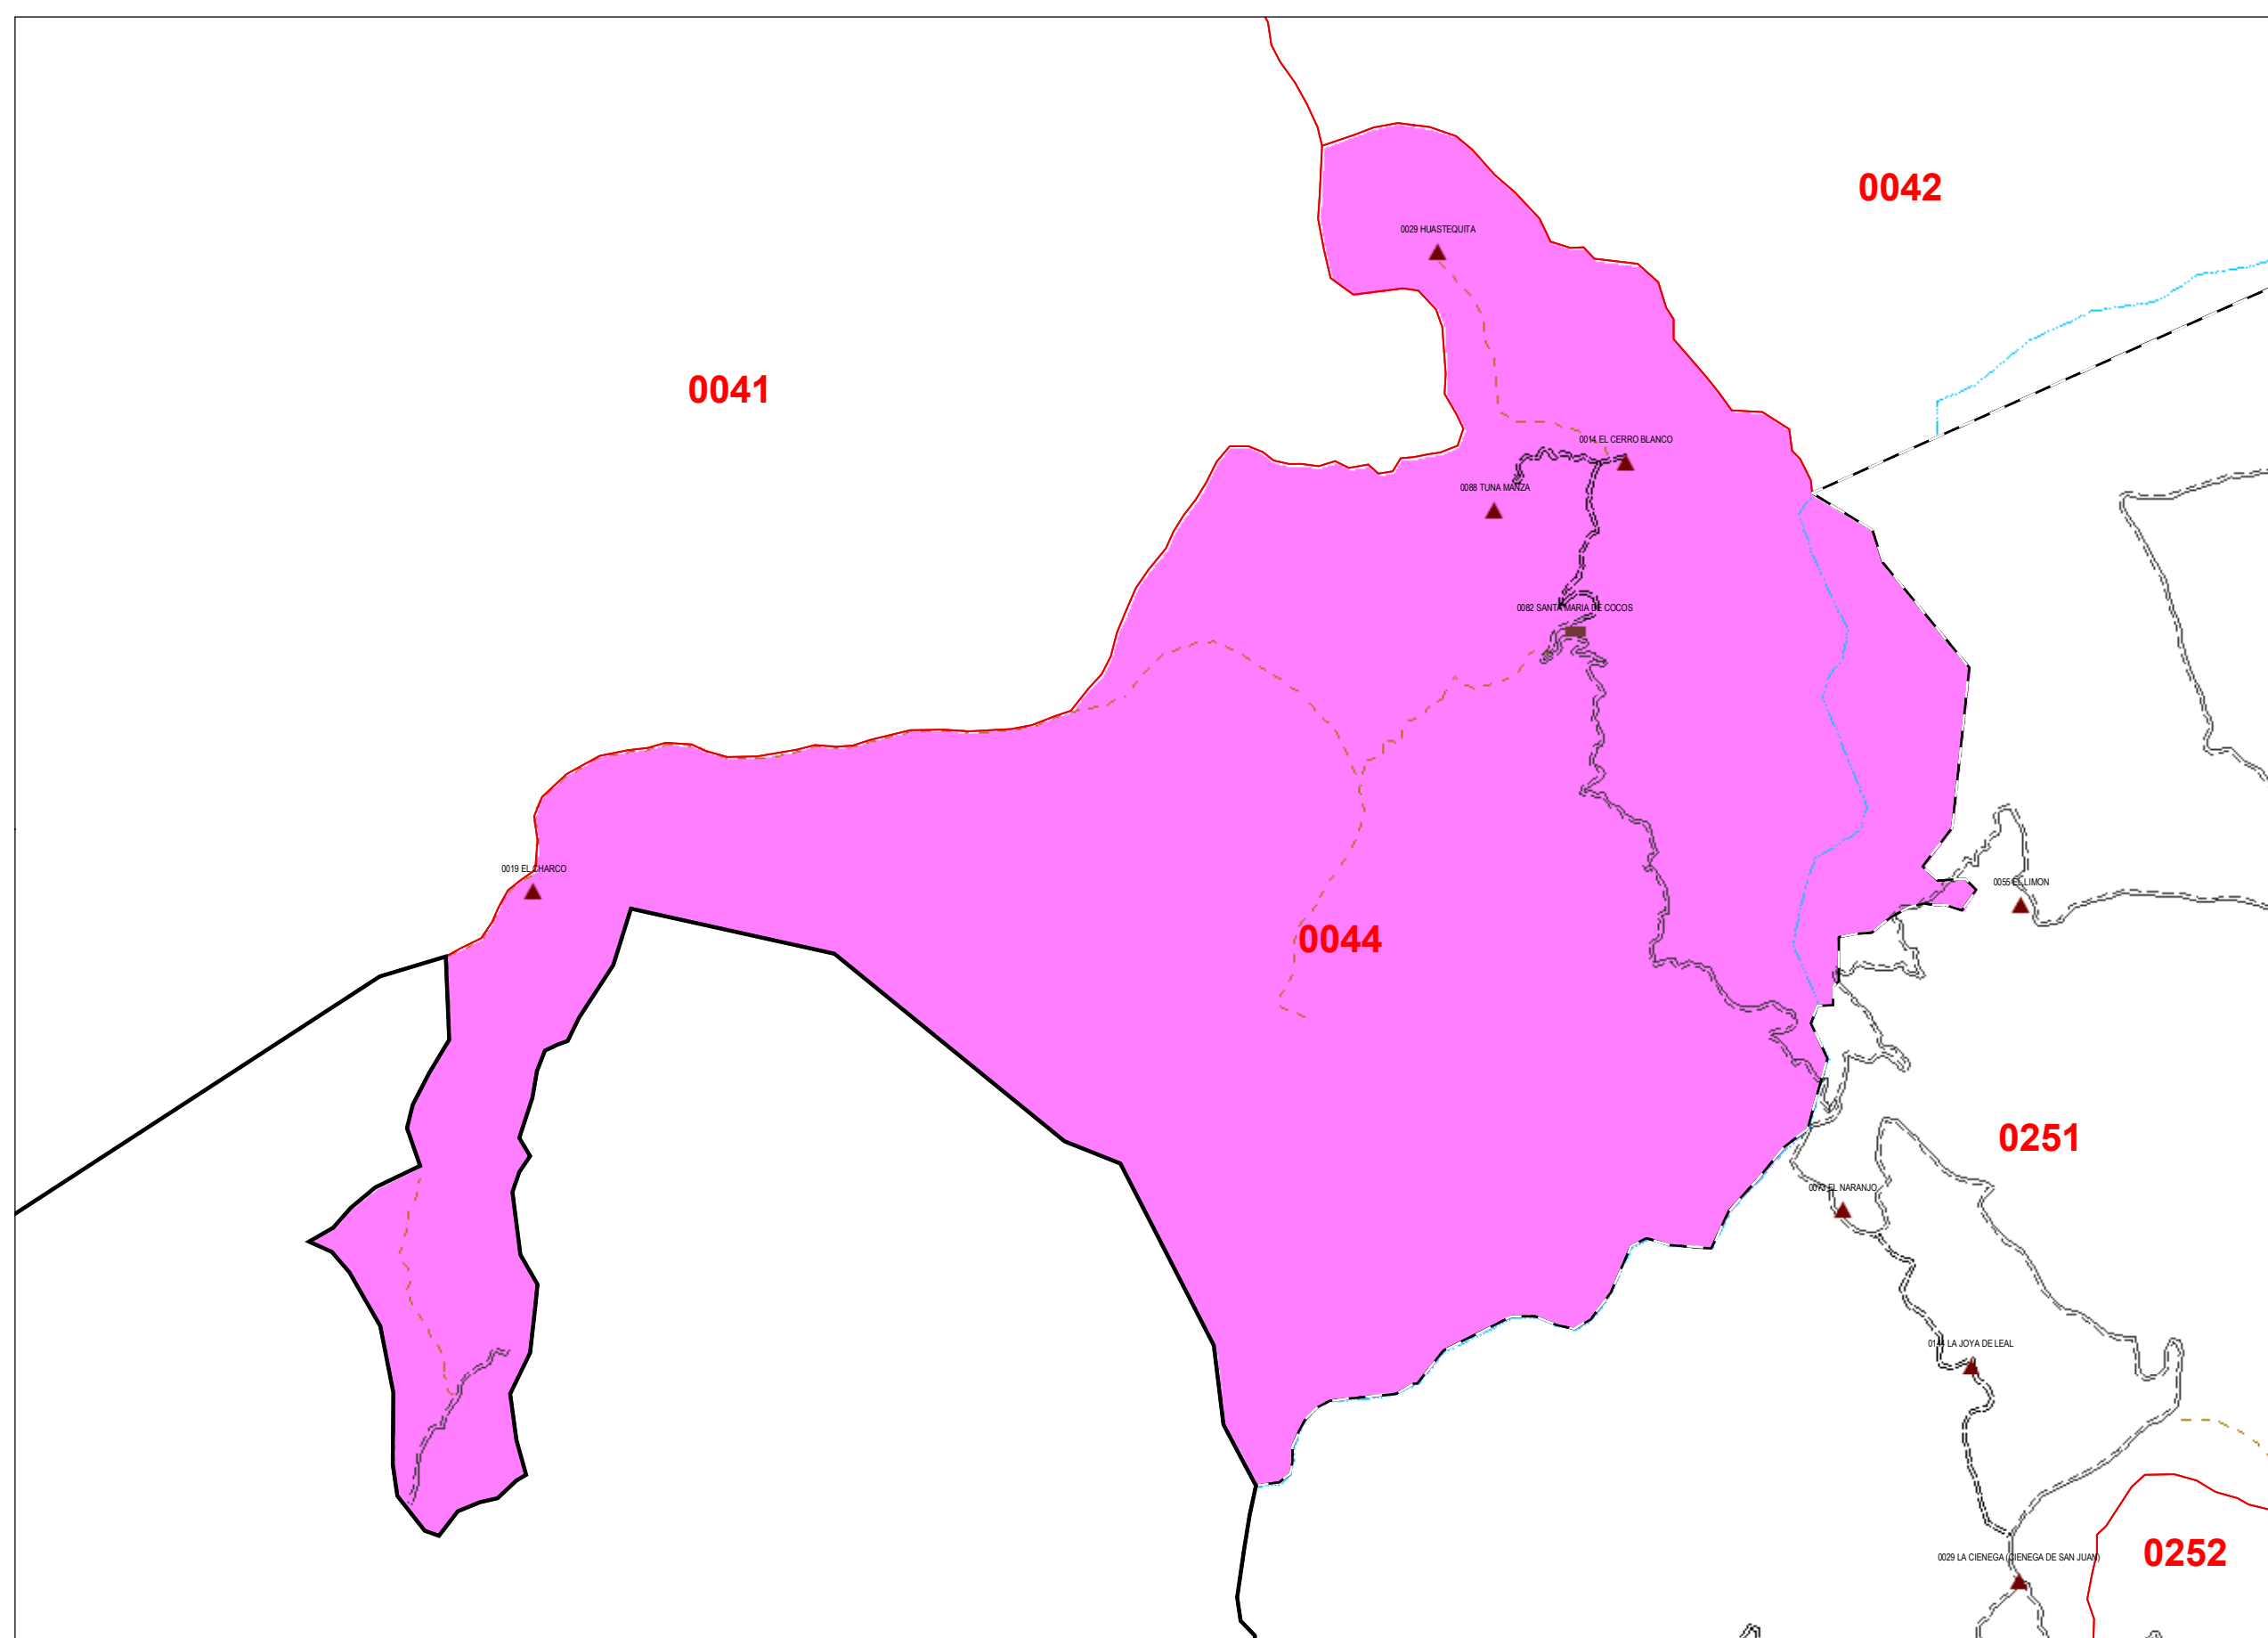 0042
0029 HUASTEQUITA
0041
0014 EL CERRO BLANCO
0088 TUNA MANZA
0082 SANTA MARIA DE COCOS
0019 EL CHARCO
0055 EL LIMON
0044
0251
0093 EL NARANJO
0144 LA JOYA DE LEAL
0252
0029 LA CIENEGA (CIENEGA DE SAN JUAN)